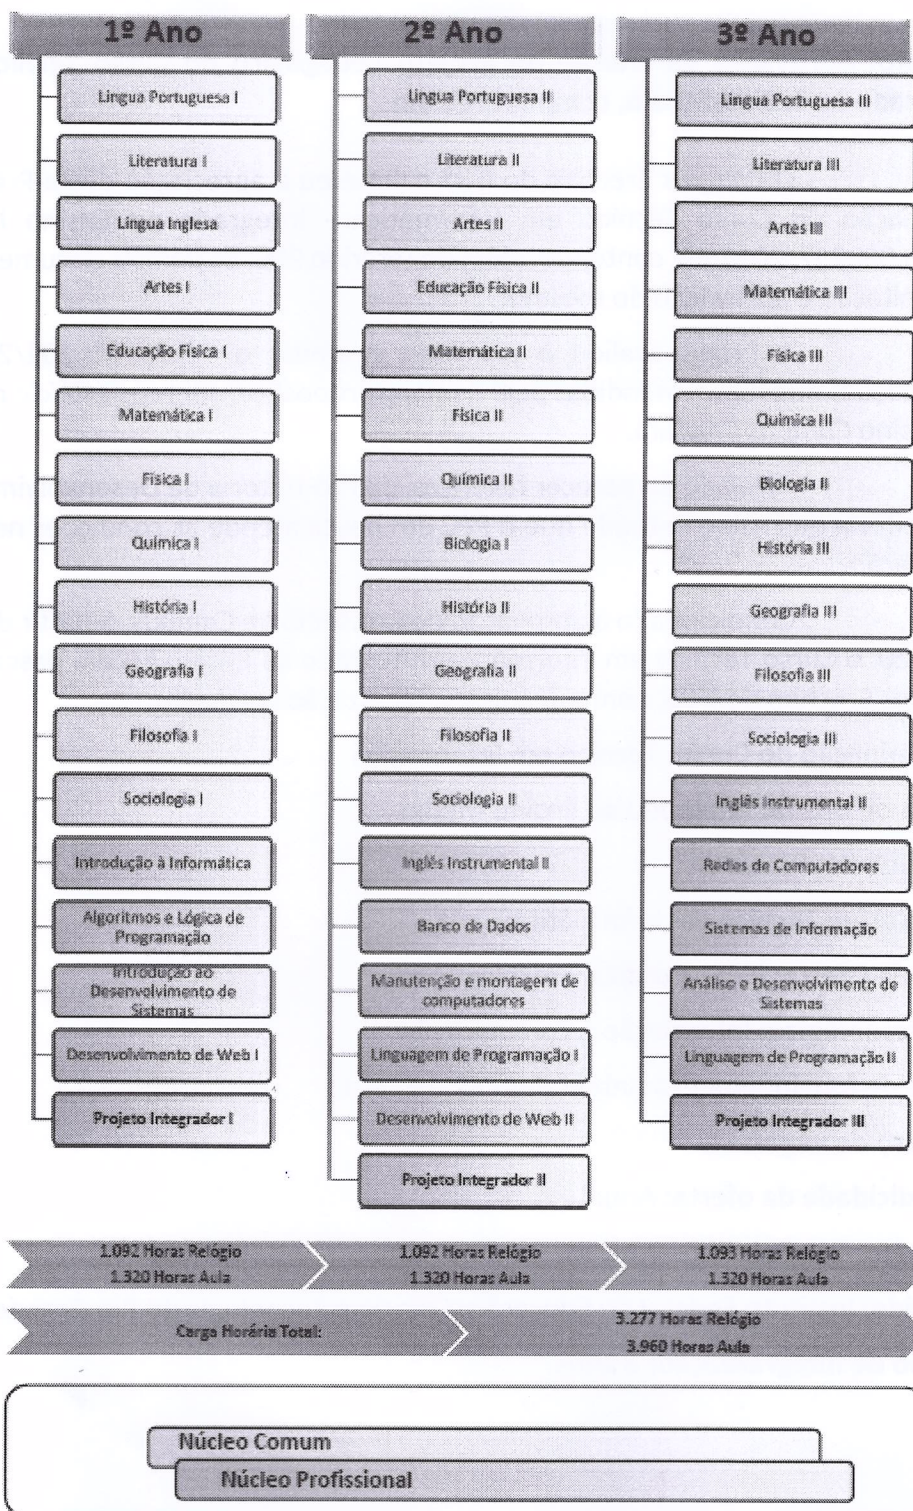 1º Ano
Lingua Portuguesa I
Literatura I
Língua Inglesa
Artes I
Educação Física I
Matemática I
Física I
Química I
História I
Geografia I
Filosofia I
Sociologia I
Introdução à Informática
Algoritmos e Lógica de
Programação
Introdução ao
Desenvolvimento de
Sistemas
Desenvolvimento de Web I
Projeto Integrador I
2º Ano
Lingua Portuguesa II
Literatura II
Artes II
Educação Física II
Matemática II
Física II
Química II
Biologia I
História II
Geografia II
Filosofia II
Sociologia II
Inglês Instrumental II
Banco de Dados
Manutenção e montagem de
computadores
Linguagem de Programação I
Desenvolvimento de Web II
Projeto Integrador II
3º Ano
Lingua Portuguesa III
Literatura III
Artes III
Matemática III
Física III
Química III
Biologia II
História III
Geografia III
Filosofia III
Sociologia III
Inglês Instrumental II
Redes de Computadores
Sistemas de Informação
Análise e Desenvolvimento de
Sistemas
Linguagem de Programação II
Projeto Integrador III
1.092 Horas Relógio
1.320 Horas Aula
1.092 Horas Relógio
1.320 Horas Aula
1.093 Horas Relógio
1.320 Horas Aula
Carga Horária Total:
3.277 Horas Relógio
3.960 Horas Aula
Núcleo Comum
Núcleo Profissional